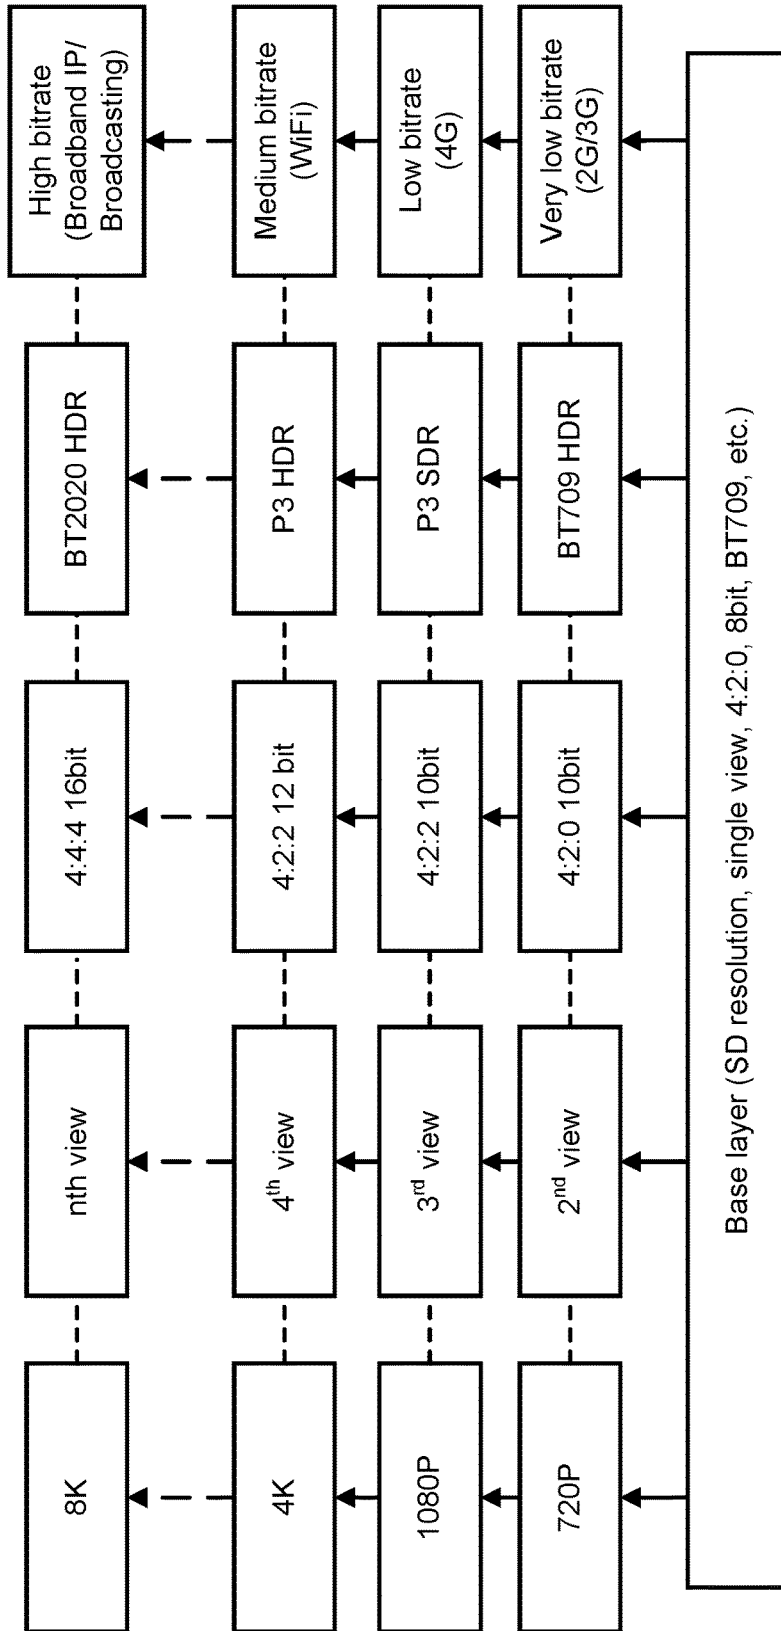 8K
nth view
4:4:4 16bit
BT2020 HDR
High bitrate
(Broadband IP/
Broadcasting)
4K
4th view
4:2:2 12 bit
P3 HDR
Medium bitrate
(WiFi)
1080P
3rd view
4:2:2 10bit
P3 SDR
Low bitrate
(4G)
720P
2nd view
4:2:0 10bit
BT709 HDR
Very low bitrate
(2G/3G)
Base layer (SD resolution, single view, 4:2:0, 8bit, BT709, etc.)